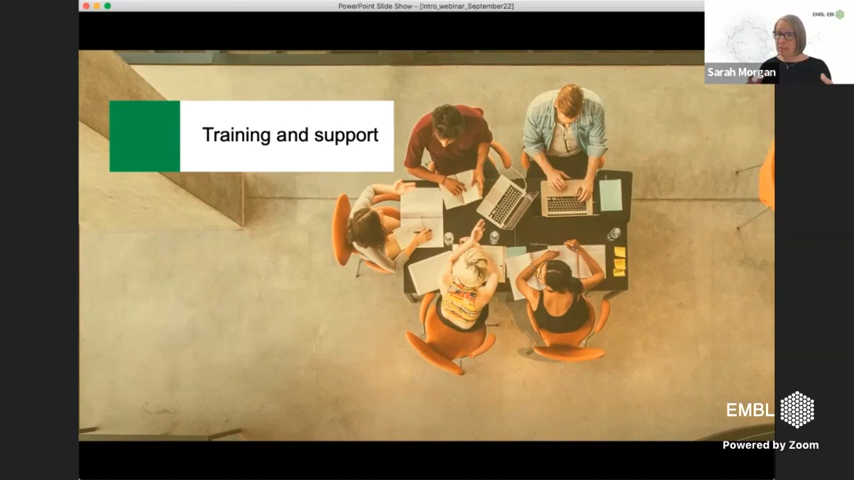 PowerPoint Slide Show – [Intro_webinar_September22]
EMBL-EBI
Sarah Morgan
Training and support
EMBL
Powered by Zoom